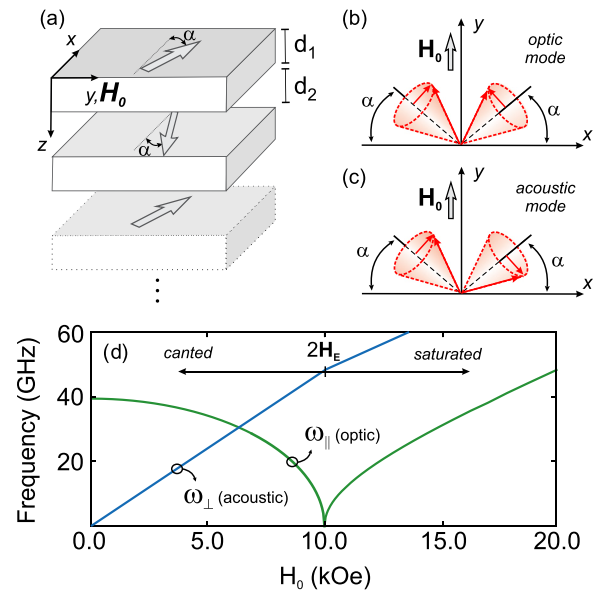 (a)
x
α
d₁
y, H₀
d₂
z
α
(b)
y
H₀
optic
mode
α
α
x
(c)
y
H₀
acoustic
mode
α
α
x
(d)
canted
2Hᴇ
saturated
ω∥ (optic)
ω⊥ (acoustic)
Frequency (GHz)
60
40
20
0.0 5.0 10.0 15.0 20.0
H₀ (kOe)